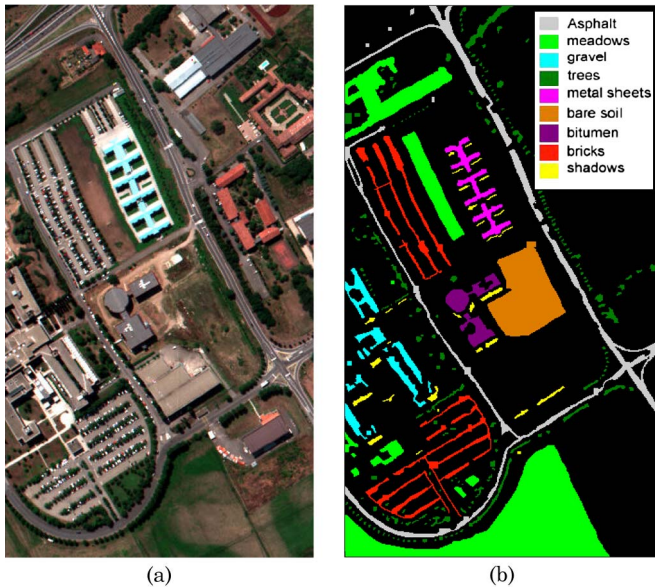 Asphalt
meadows
gravel
trees
metal sheets
bare soil
bitumen
bricks
shadows
(a)
(b)